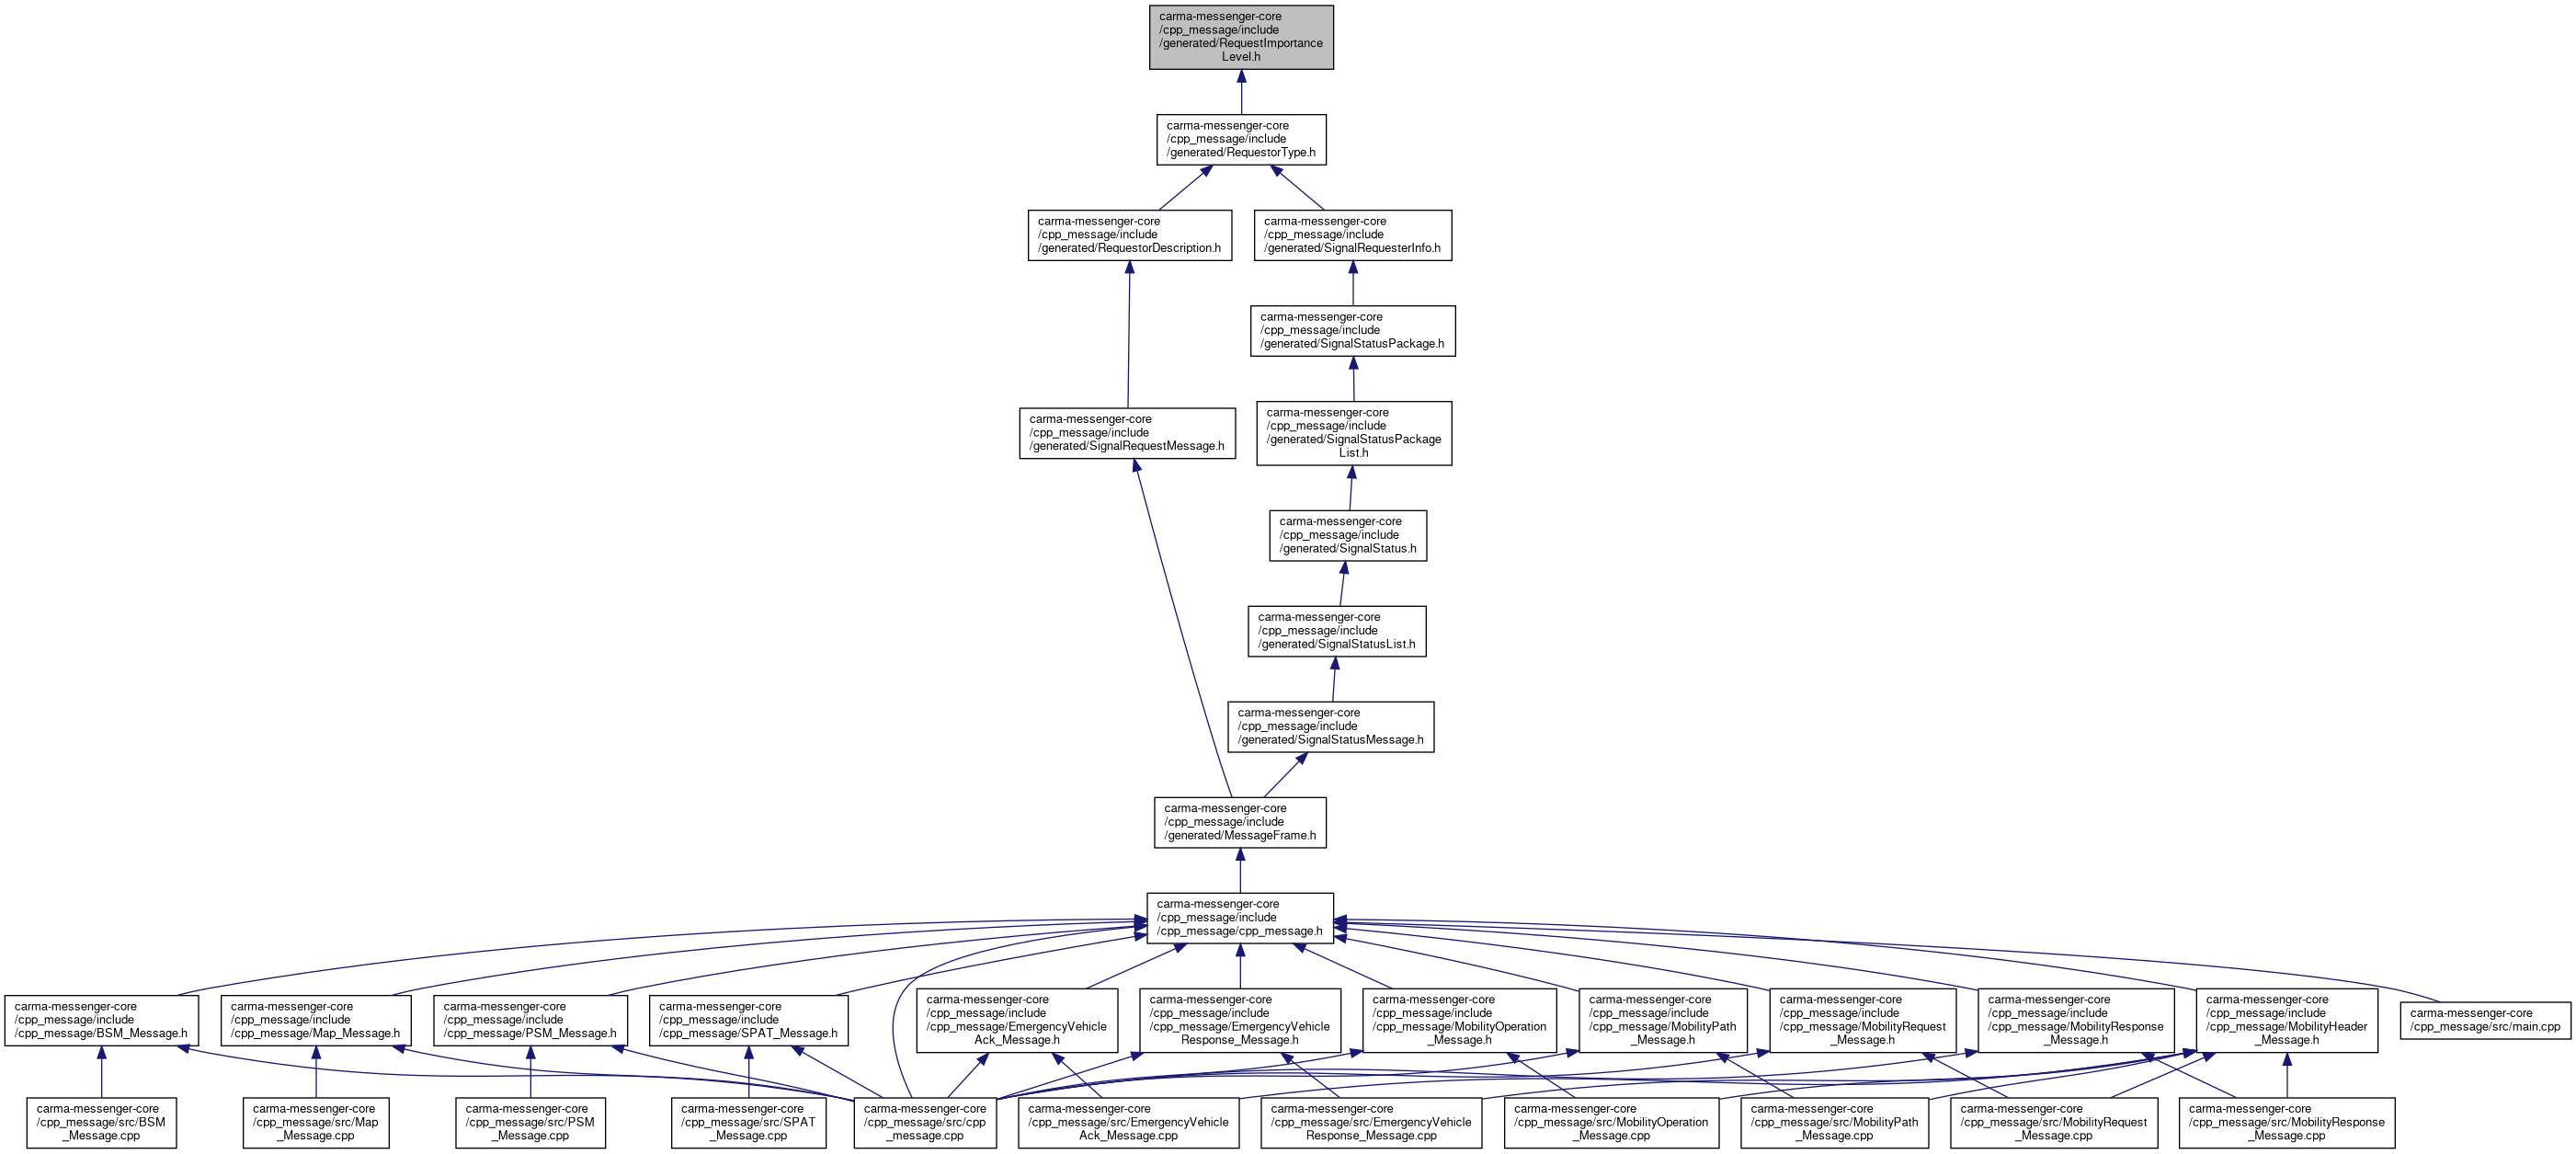 carma-messenger-core
/cpp_message/include
/generated/RequestImportance
Level.h
carma-messenger-core
/cpp_message/include
/generated/RequestorType.h
carma-messenger-core
/cpp_message/include
/generated/RequestorDescription.h
carma-messenger-core
/cpp_message/include
/generated/SignalRequesterInfo.h
carma-messenger-core
/cpp_message/include
/generated/SignalStatusPackage.h
carma-messenger-core
/cpp_message/include
/generated/SignalRequestMessage.h
carma-messenger-core
/cpp_message/include
/generated/SignalStatusPackage
List.h
carma-messenger-core
/cpp_message/include
/generated/SignalStatus.h
carma-messenger-core
/cpp_message/include
/generated/SignalStatusList.h
carma-messenger-core
/cpp_message/include
/generated/SignalStatusMessage.h
carma-messenger-core
/cpp_message/include
/generated/MessageFrame.h
carma-messenger-core
/cpp_message/include
/cpp_message/cpp_message.h
carma-messenger-core
/cpp_message/include
/cpp_message/BSM_Message.h
carma-messenger-core
/cpp_message/include
/cpp_message/Map_Message.h
carma-messenger-core
/cpp_message/include
/cpp_message/PSM_Message.h
carma-messenger-core
/cpp_message/include
/cpp_message/SPAT_Message.h
carma-messenger-core
/cpp_message/include
/cpp_message/EmergencyVehicle
Ack_Message.h
carma-messenger-core
/cpp_message/include
/cpp_message/EmergencyVehicle
Response_Message.h
carma-messenger-core
/cpp_message/include
/cpp_message/MobilityOperation
_Message.h
carma-messenger-core
/cpp_message/include
/cpp_message/MobilityPath
_Message.h
carma-messenger-core
/cpp_message/include
/cpp_message/MobilityRequest
_Message.h
carma-messenger-core
/cpp_message/include
/cpp_message/MobilityResponse
_Message.h
carma-messenger-core
/cpp_message/include
/cpp_message/MobilityHeader
_Message.h
carma-messenger-core
/cpp_message/src/main.cpp
carma-messenger-core
/cpp_message/src/BSM
_Message.cpp
carma-messenger-core
/cpp_message/src/Map
_Message.cpp
carma-messenger-core
/cpp_message/src/PSM
_Message.cpp
carma-messenger-core
/cpp_message/src/SPAT
_Message.cpp
carma-messenger-core
/cpp_message/src/cpp
_message.cpp
carma-messenger-core
/cpp_message/src/EmergencyVehicle
Ack_Message.cpp
carma-messenger-core
/cpp_message/src/EmergencyVehicle
Response_Message.cpp
carma-messenger-core
/cpp_message/src/MobilityOperation
_Message.cpp
carma-messenger-core
/cpp_message/src/MobilityPath
_Message.cpp
carma-messenger-core
/cpp_message/src/MobilityRequest
_Message.cpp
carma-messenger-core
/cpp_message/src/MobilityResponse
_Message.cpp